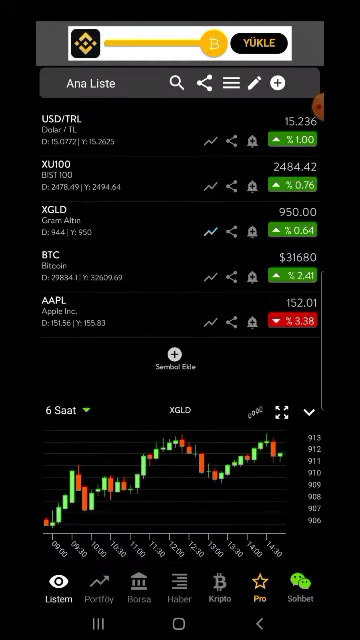 YÜKLE
Ana Liste
USD/TRL
15.236
Dolar / TL
D: 15.0772 | Y: 15.2625
% 1.00
XU100
2484.42
BIST 100
D: 2478.49 | Y: 2494.64
% 0.76
XGLD
950.00
Gram Altın
D: 944 | Y: 950
% 0.64
BTC
$31680
Bitcoin
D: 29834.1 | Y: 32609.69
% 2.41
AAPL
152.01
Apple Inc.
D: 151.56 | Y: 155.83
% 3.38
Sembol Ekle
6 Saat
XGLD
913
912
911
910
909
908
907
906
09:00 09:30 10:00 10:30 11:00 11:30 12:00 12:30 13:00 13:30 14:00 14:30
Listem Portföy Borsa Haber Kripto Pro Sohbet